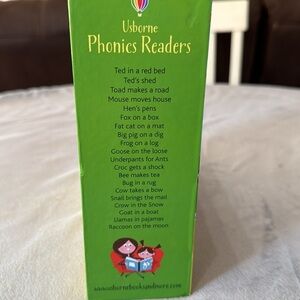 Usborne
Phonics Readers
Ted in a red bed
Ted's shed
Toad makes a road
Mouse moves house
Hen's pens
Fox on a box
Fat cat on a mat
Big pig on a dig
Frog on a log
Goose on the loose
Underpants for Ants
Croc gets a shock
Bee makes tea
Bug in a rug
Cow takes a bow
Snail brings the mail
Crow in the Snow
Goat in a boat
Llamas in pajamas
Raccoon on the moon